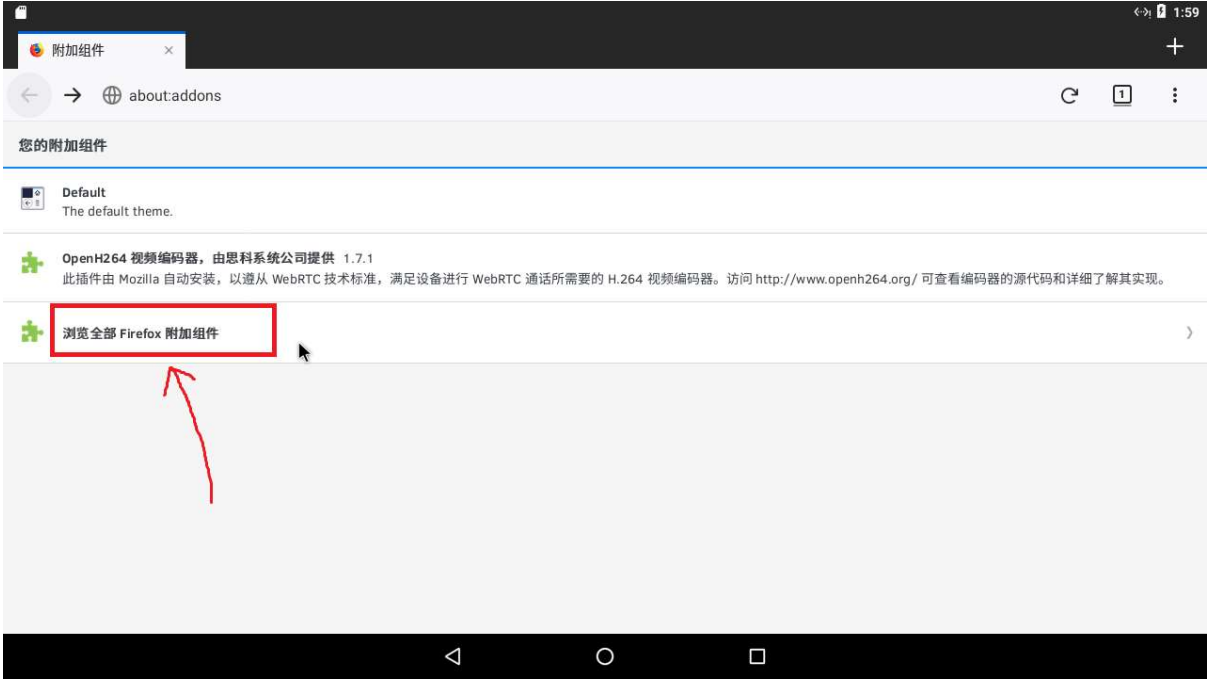 1:59
附加组件
about:addons
1
您的附加组件
Default
The default theme.
OpenH264 视频编码器，由思科系统公司提供 1.7.1
此插件由 Mozilla 自动安装，以遵从 WebRTC 技术标准，满足设备进行 WebRTC 通话所需要的 H.264 视频编码器。访问 http://www.openh264.org/ 可查看编码器的源代码和详细了解其实现。
浏览全部 Firefox 附加组件